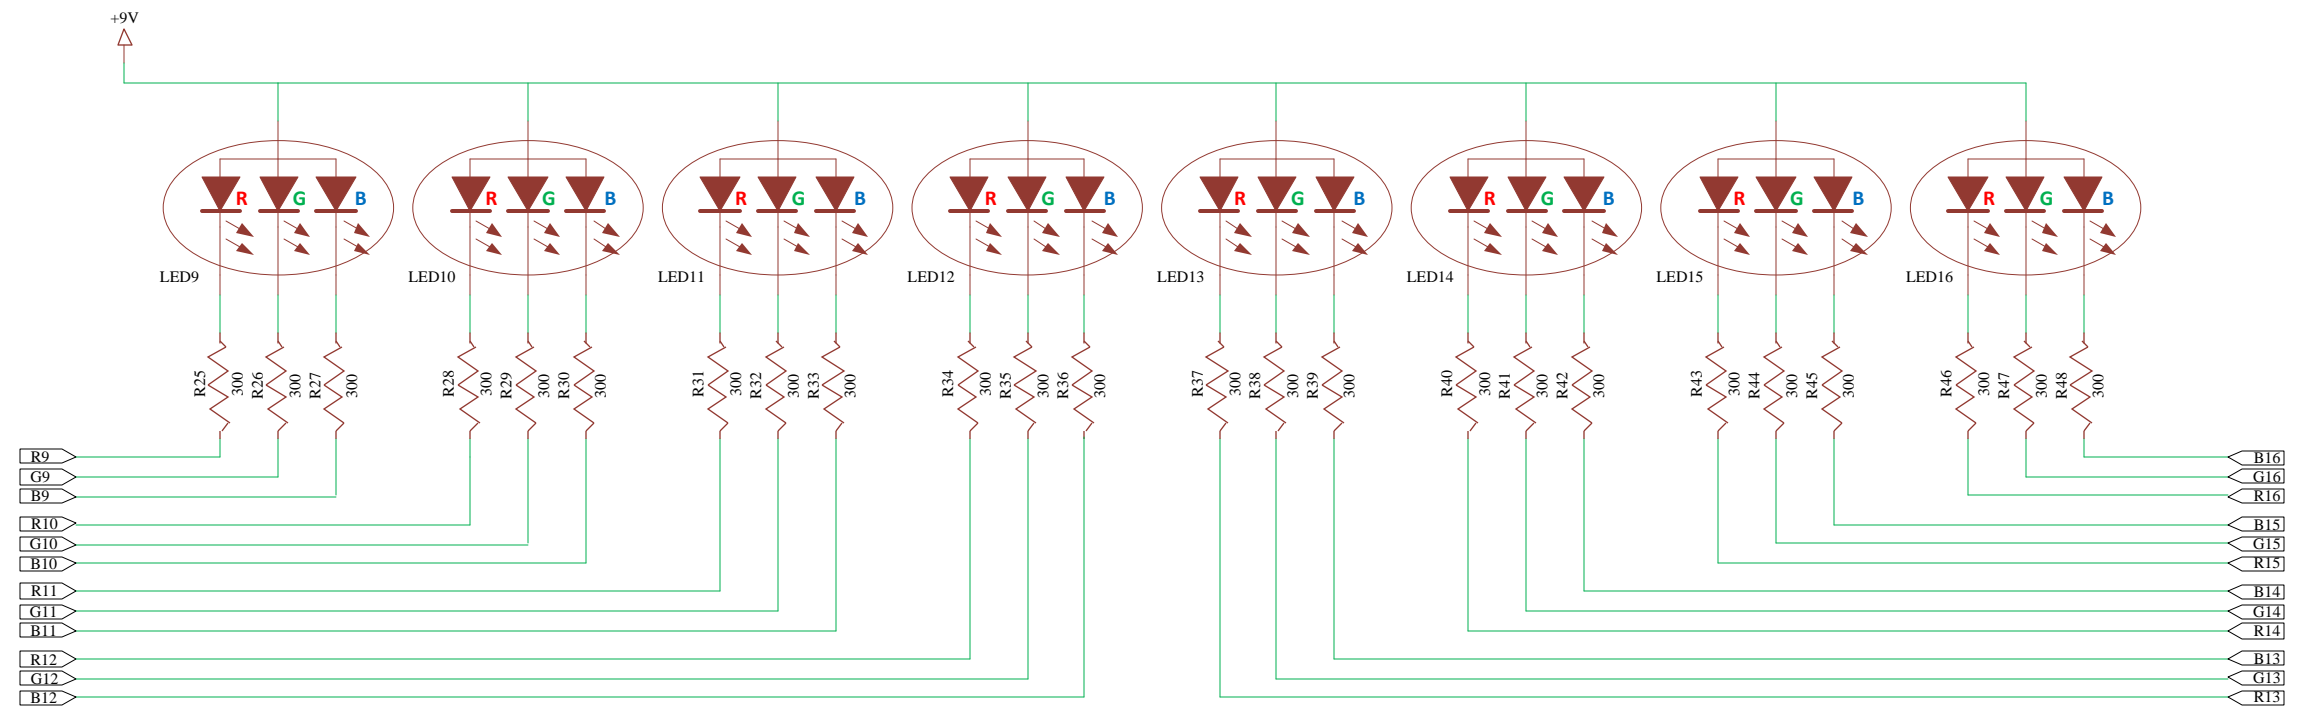 +9V
R G B
R G B
R G B
R G B
R G B
R G B
R G B
R G B
LED9
LED10
LED11
LED12
LED13
LED14
LED15
LED16
R25 300 R26 300 R27 300
R28 300 R29 300 R30 300
R31 300 R32 300 R33 300
R34 300 R35 300 R36 300
R37 300 R38 300 R39 300
R40 300 R41 300 R42 300
R43 300 R44 300 R45 300
R46 300 R47 300 R48 300
R9
G9
B9
R10
G10
B10
R11
G11
B11
R12
G12
B12
B16
G16
R16
B15
G15
R15
B14
G14
R14
B13
G13
R13